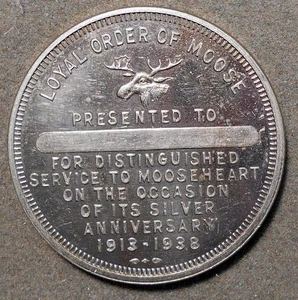 LOYAL ORDER OF MOOSE
PRESENTED TO
FOR DISTINGUISHED
SERVICE TO MOOSEHEART
ON THE OCCASION
OF ITS SILVER
ANNIVERSARY
1913-1938